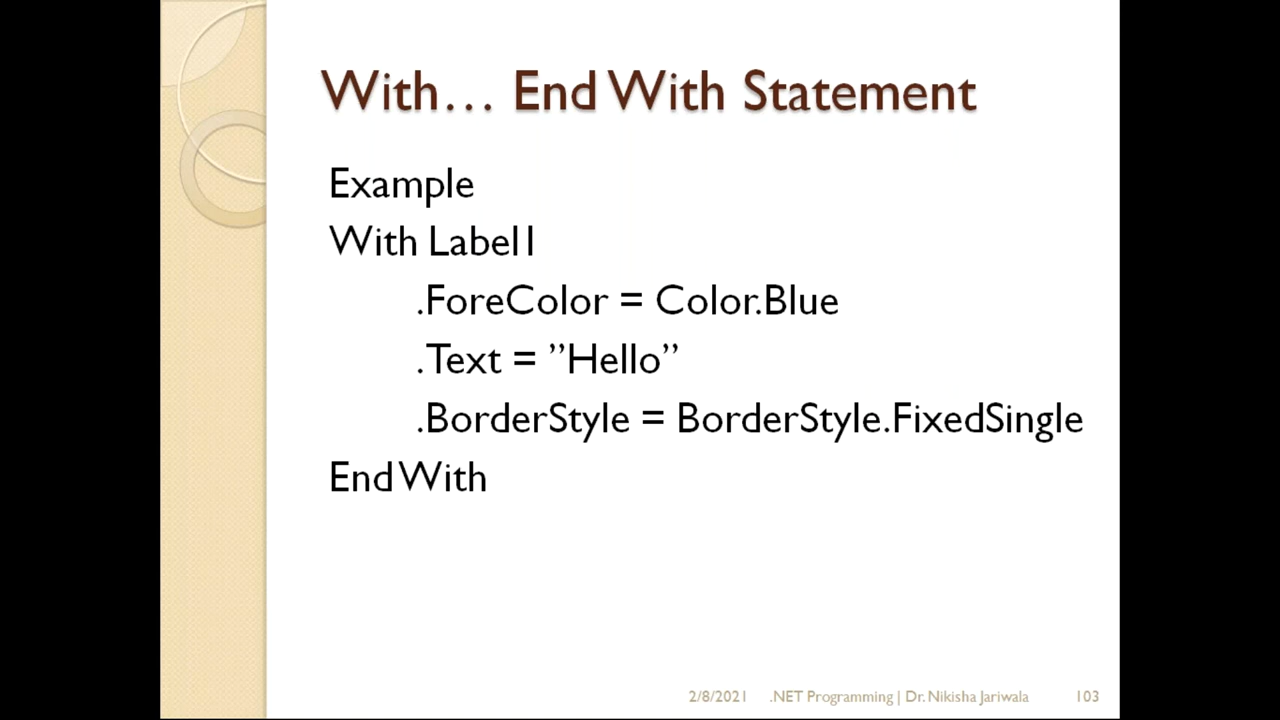 With… End With Statement
Example
With Label1
.ForeColor = Color.Blue
.Text = ”Hello”
.BorderStyle = BorderStyle.FixedSingle
End With
2/8/2021 .NET Programming | Dr. Nikisha Jariwala 103